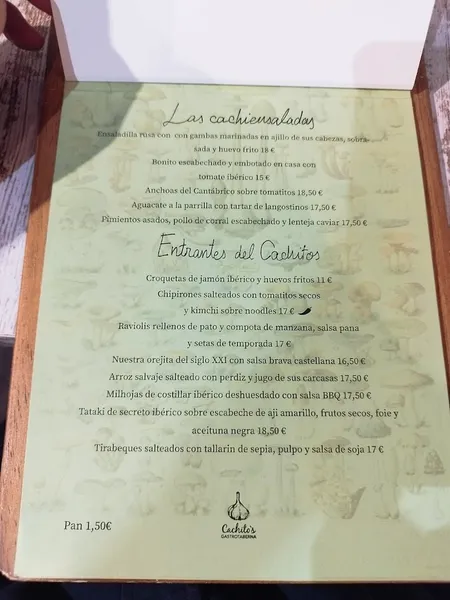 Las cachiensaladas
Ensaladilla rusa con con gambas marinadas en ajillo de sus cabezas, sobra-
sada y huevo frito 18 €
Bonito escabechado y embotado en casa con
tomate ibérico 15 €
Anchoas del Cantábrico sobre tomatitos 18,50 €
Aguacate a la parrilla con tartar de langostinos 17,50 €
Pimientos asados, pollo de corral escabechado y lenteja caviar 17,50 €
Entrantes del Cachitos
Croquetas de jamón ibérico y huevos fritos 11 €
Chipirones salteados con tomatitos secos
y kimchi sobre noodles 17 €
Raviolis rellenos de pato y compota de manzana, salsa pana
y setas de temporada 17 €
Nuestra orejita del siglo XXI con salsa brava castellana 16,50 €
Arroz salvaje salteado con perdiz y jugo de sus carcasas 17,50 €
Milhojas de costillar ibérico deshuesdado con salsa BBQ 17,50 €
Tataki de secreto ibérico sobre escabeche de aji amarillo, frutos secos, foie y
aceituna negra 18,50 €
Tirabeques salteados con tallarin de sepia, pulpo y salsa de soja 17 €
Pan 1,50€
Cachito's
GASTROTABERNA